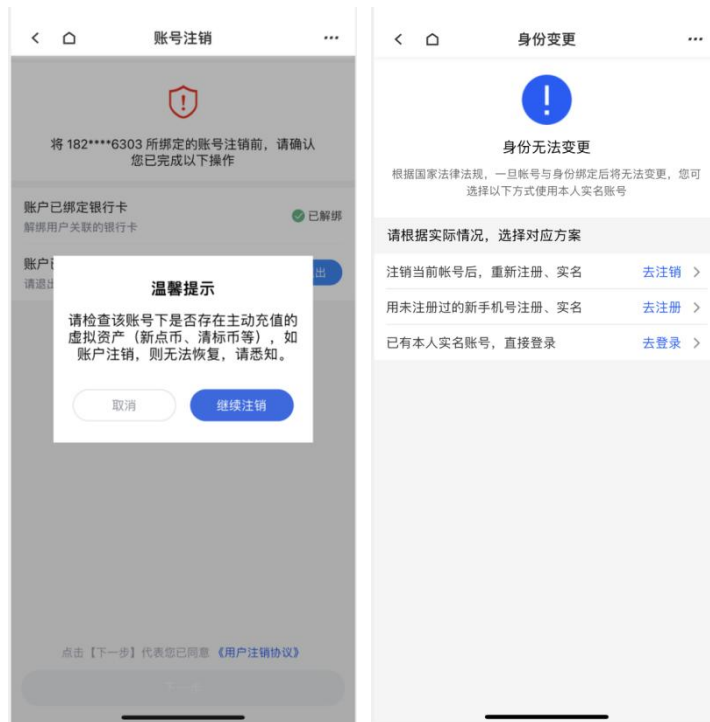 账号注销
将 182****6303 所绑定的账号注销前，请确认
您已完成以下操作
账户已绑定银行卡
解绑用户关联的银行卡
已解绑
账户
请退出
出
温馨提示
请检查该账号下是否存在主动充值的
虚拟资产（新点币、清标币等），如
账户注销，则无法恢复，请悉知。
取消
继续注销
点击【下一步】代表您已同意《用户注销协议》
身份变更
身份无法变更
根据国家法律法规，一旦帐号与身份绑定后将无法变更，您可
选择以下方式使用本人实名账号
请根据实际情况，选择对应方案
注销当前帐号后，重新注册、实名
去注销
用未注册过的新手机号注册、实名
去注册
已有本人实名账号，直接登录
去登录